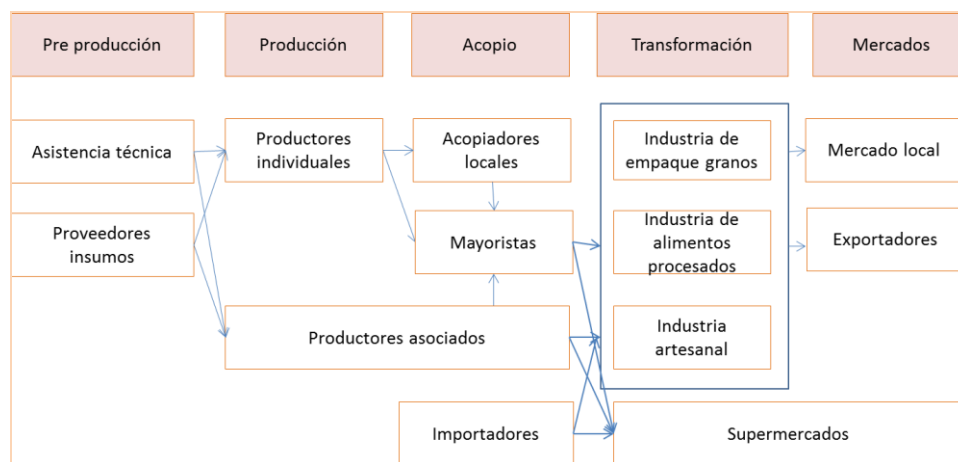 Pre producción
Producción
Acopio
Transformación
Mercados
Asistencia técnica
Productores
individuales
Acopiadores
locales
Industria de
empaque granos
Mercado local
Proveedores
insumos
Mayoristas
Industria de
alimentos
procesados
Exportadores
Productores asociados
Industria
artesanal
Importadores
Supermercados